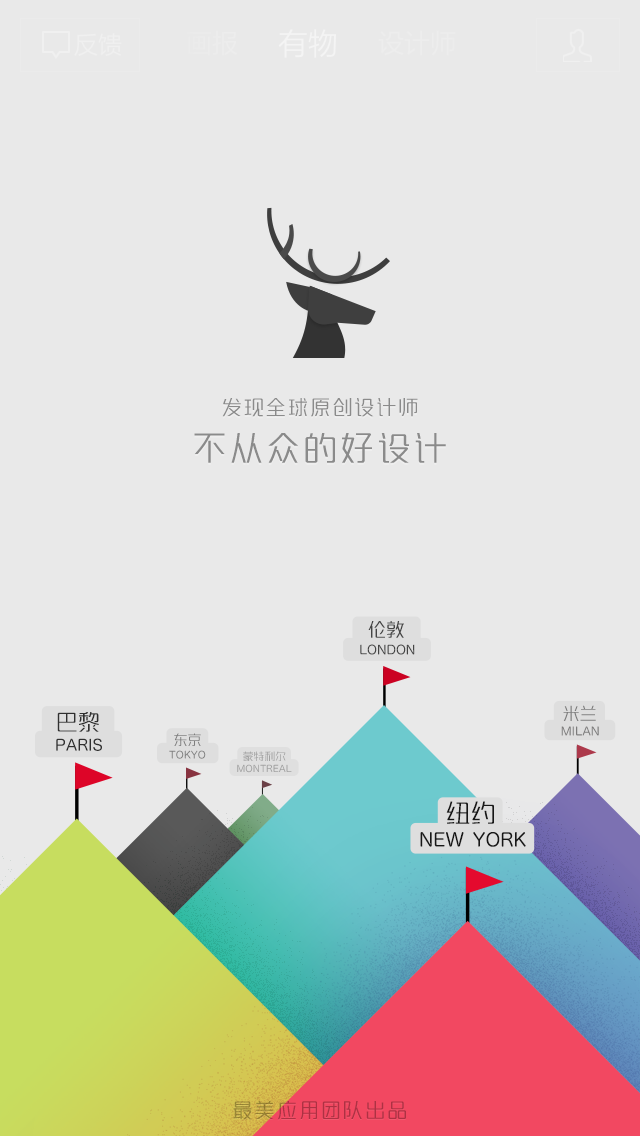 反馈 画报 有物 设计师
发现全球原创设计师
不从众的好设计
伦敦
LONDON
巴黎
PARIS
东京
TOKYO
蒙特利尔
MONTREAL
米兰
MILAN
纽约
NEW YORK
最美应用团队出品